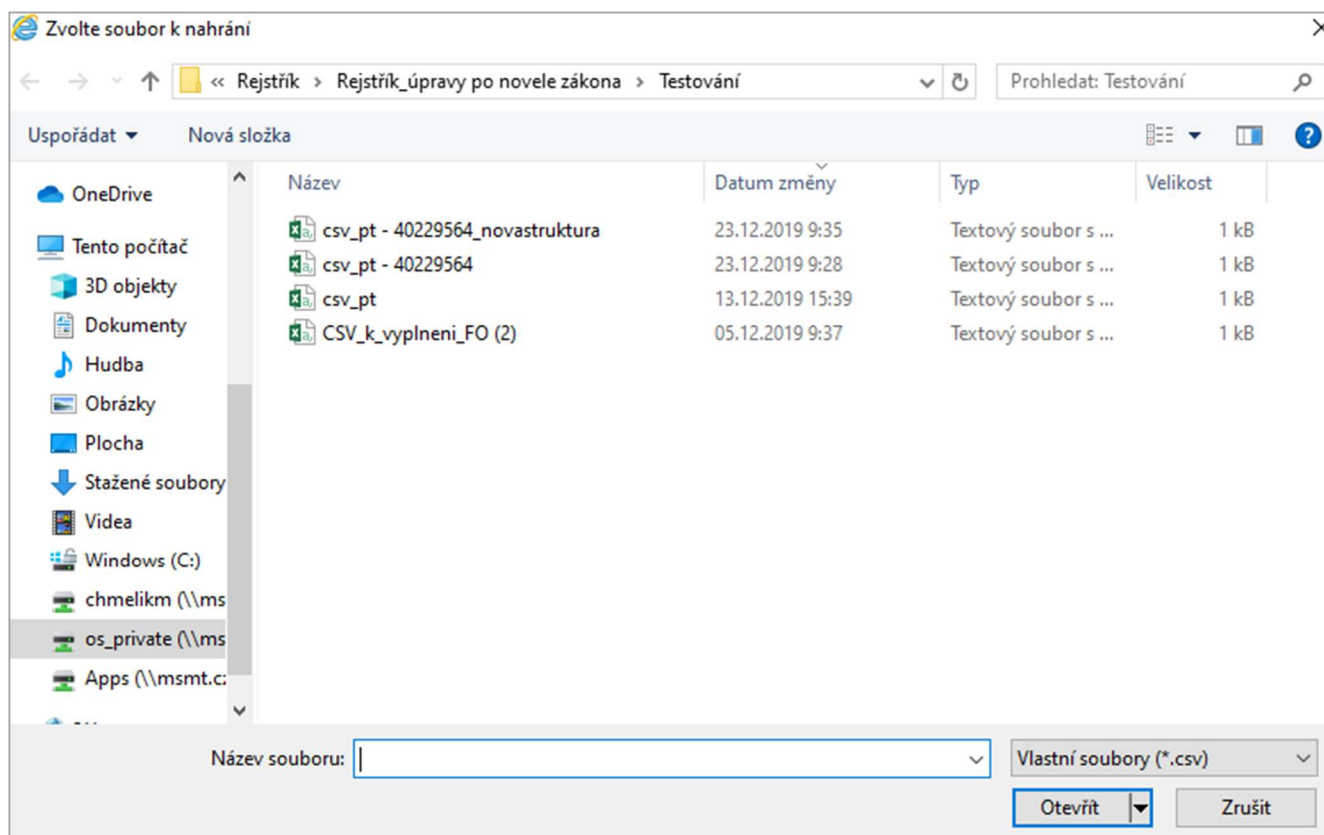 Zvolte soubor k nahrání
« Rejstřík > Rejstřík_úpravy po novele zákona > Testování
Prohledat: Testování
Uspořádat
Nová složka
OneDrive
Tento počítač
3D objekty
Dokumenty
Hudba
Obrázky
Plocha
Stažené soubory
Videa
Windows (C:)
chmelikm (\\ms
os_private (\\ms
Apps (\\msmt.cz
Název Datum změny Typ Velikost
csv_pt - 40229564_novastruktura 23.12.2019 9:35 Textový soubor s ... 1 kB
csv_pt - 40229564 23.12.2019 9:28 Textový soubor s ... 1 kB
csv_pt 13.12.2019 15:39 Textový soubor s ... 1 kB
CSV_k_vyplneni_FO (2) 05.12.2019 9:37 Textový soubor s ... 1 kB
Název souboru:
Vlastní soubory (*.csv)
Otevřít
Zrušit